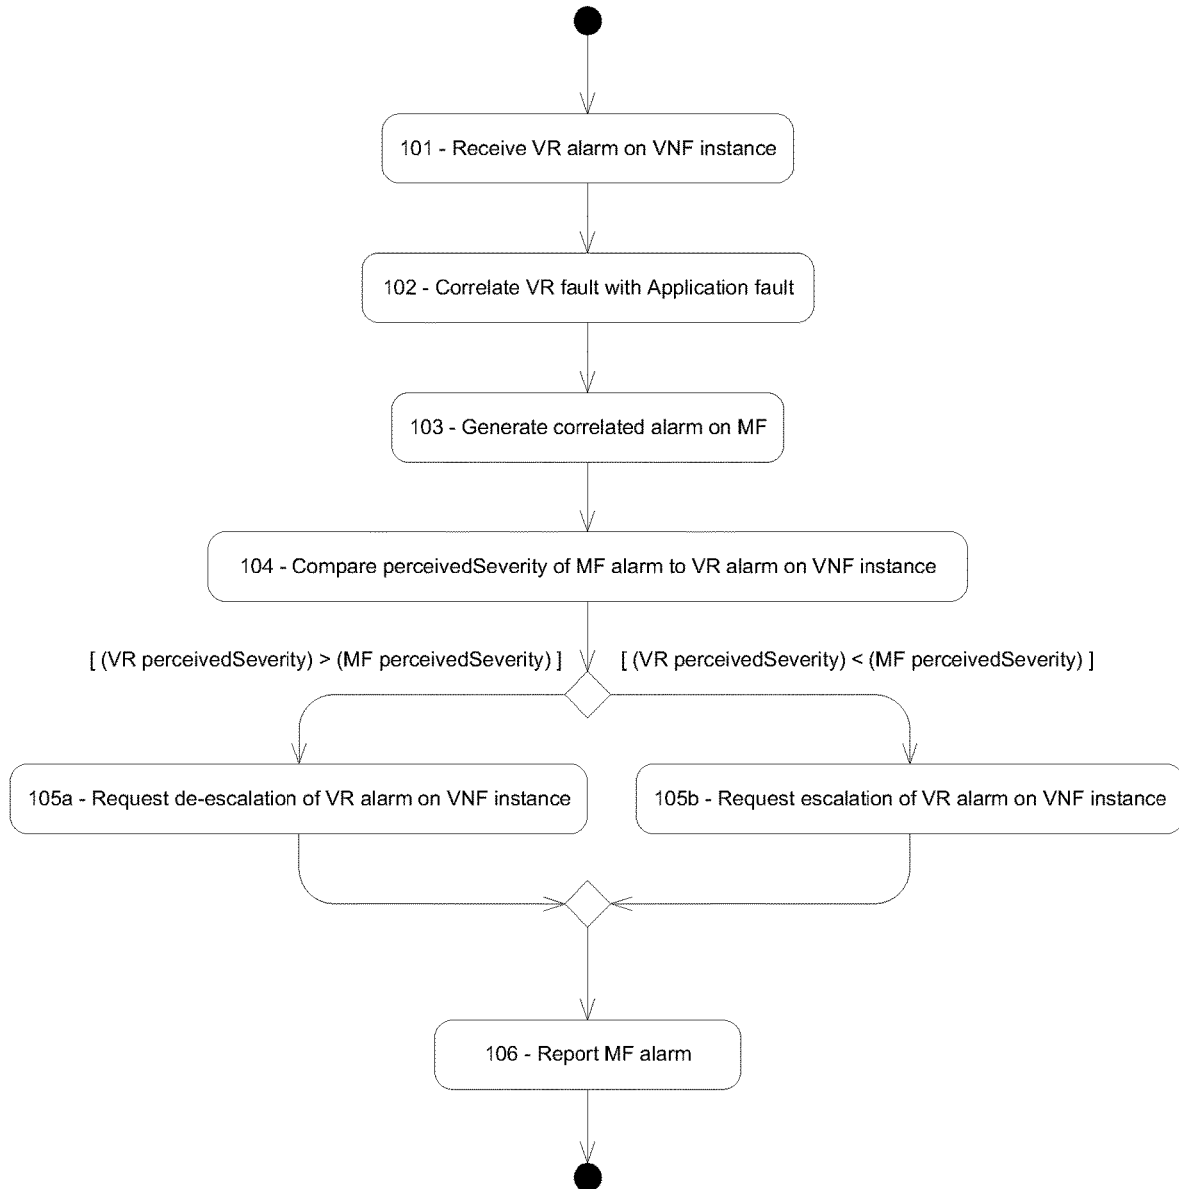 101 - Receive VR alarm on VNF instance
102 - Correlate VR fault with Application fault
103 - Generate correlated alarm on MF
104 - Compare perceivedSeverity of MF alarm to VR alarm on VNF instance
[ (VR perceivedSeverity) > (MF perceivedSeverity) ]
[ (VR perceivedSeverity) < (MF perceivedSeverity) ]
105a - Request de-escalation of VR alarm on VNF instance
105b - Request escalation of VR alarm on VNF instance
106 - Report MF alarm